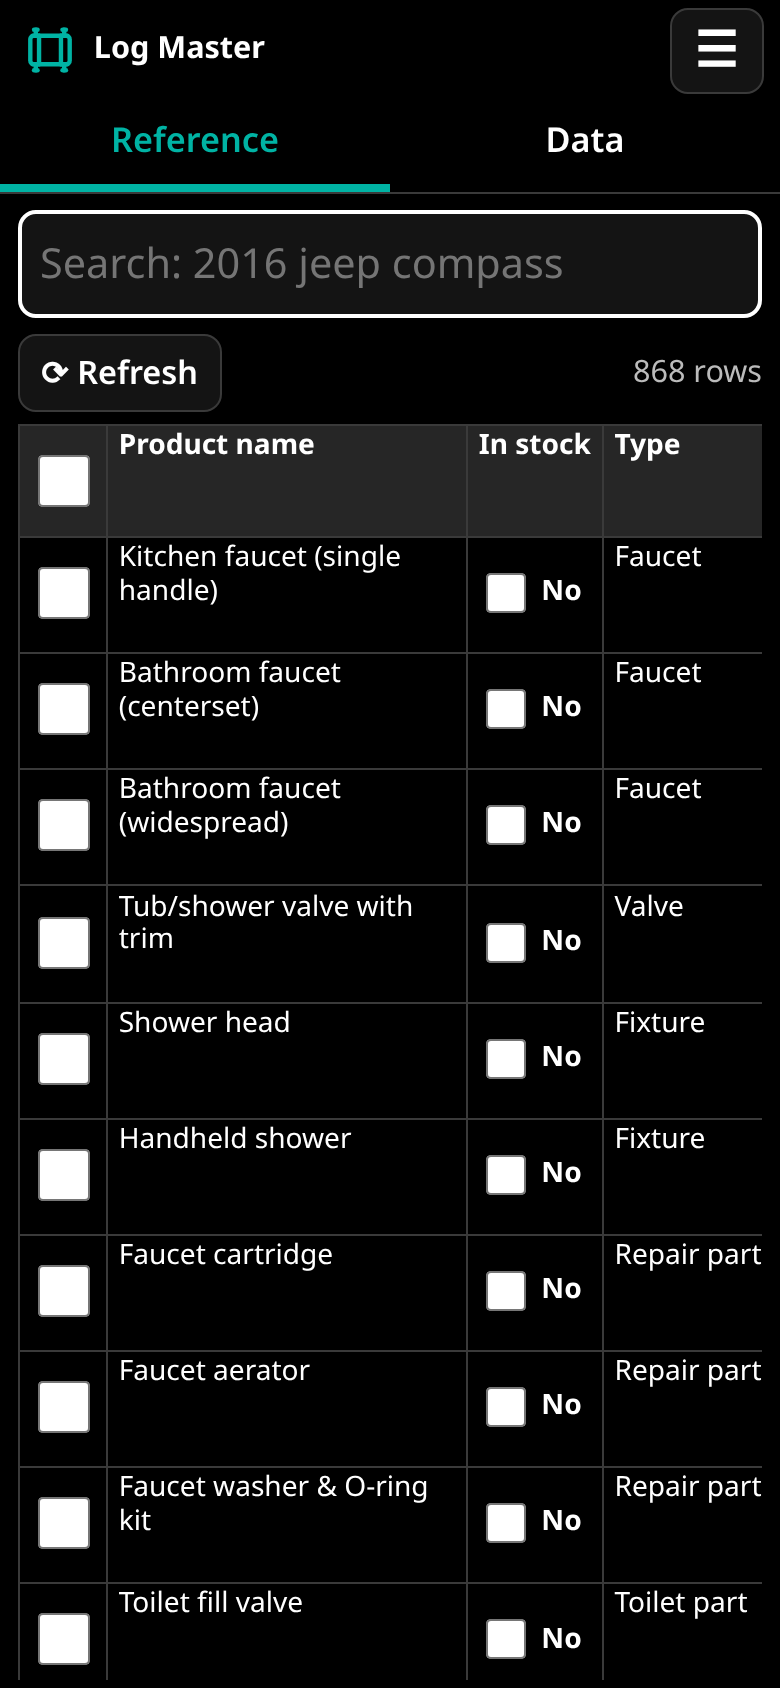 Log Master
☰
Reference
Data
Search: 2016 jeep compass
⟳ Refresh
868 rows
Product name
In stock
Type
Kitchen faucet (single
handle)
No
Faucet
Bathroom faucet
(centerset)
No
Faucet
Bathroom faucet
(widespread)
No
Faucet
Tub/shower valve with
trim
No
Valve
Shower head
No
Fixture
Handheld shower
No
Fixture
Faucet cartridge
No
Repair part
Faucet aerator
No
Repair part
Faucet washer & O-ring
kit
No
Repair part
Toilet fill valve
No
Toilet part